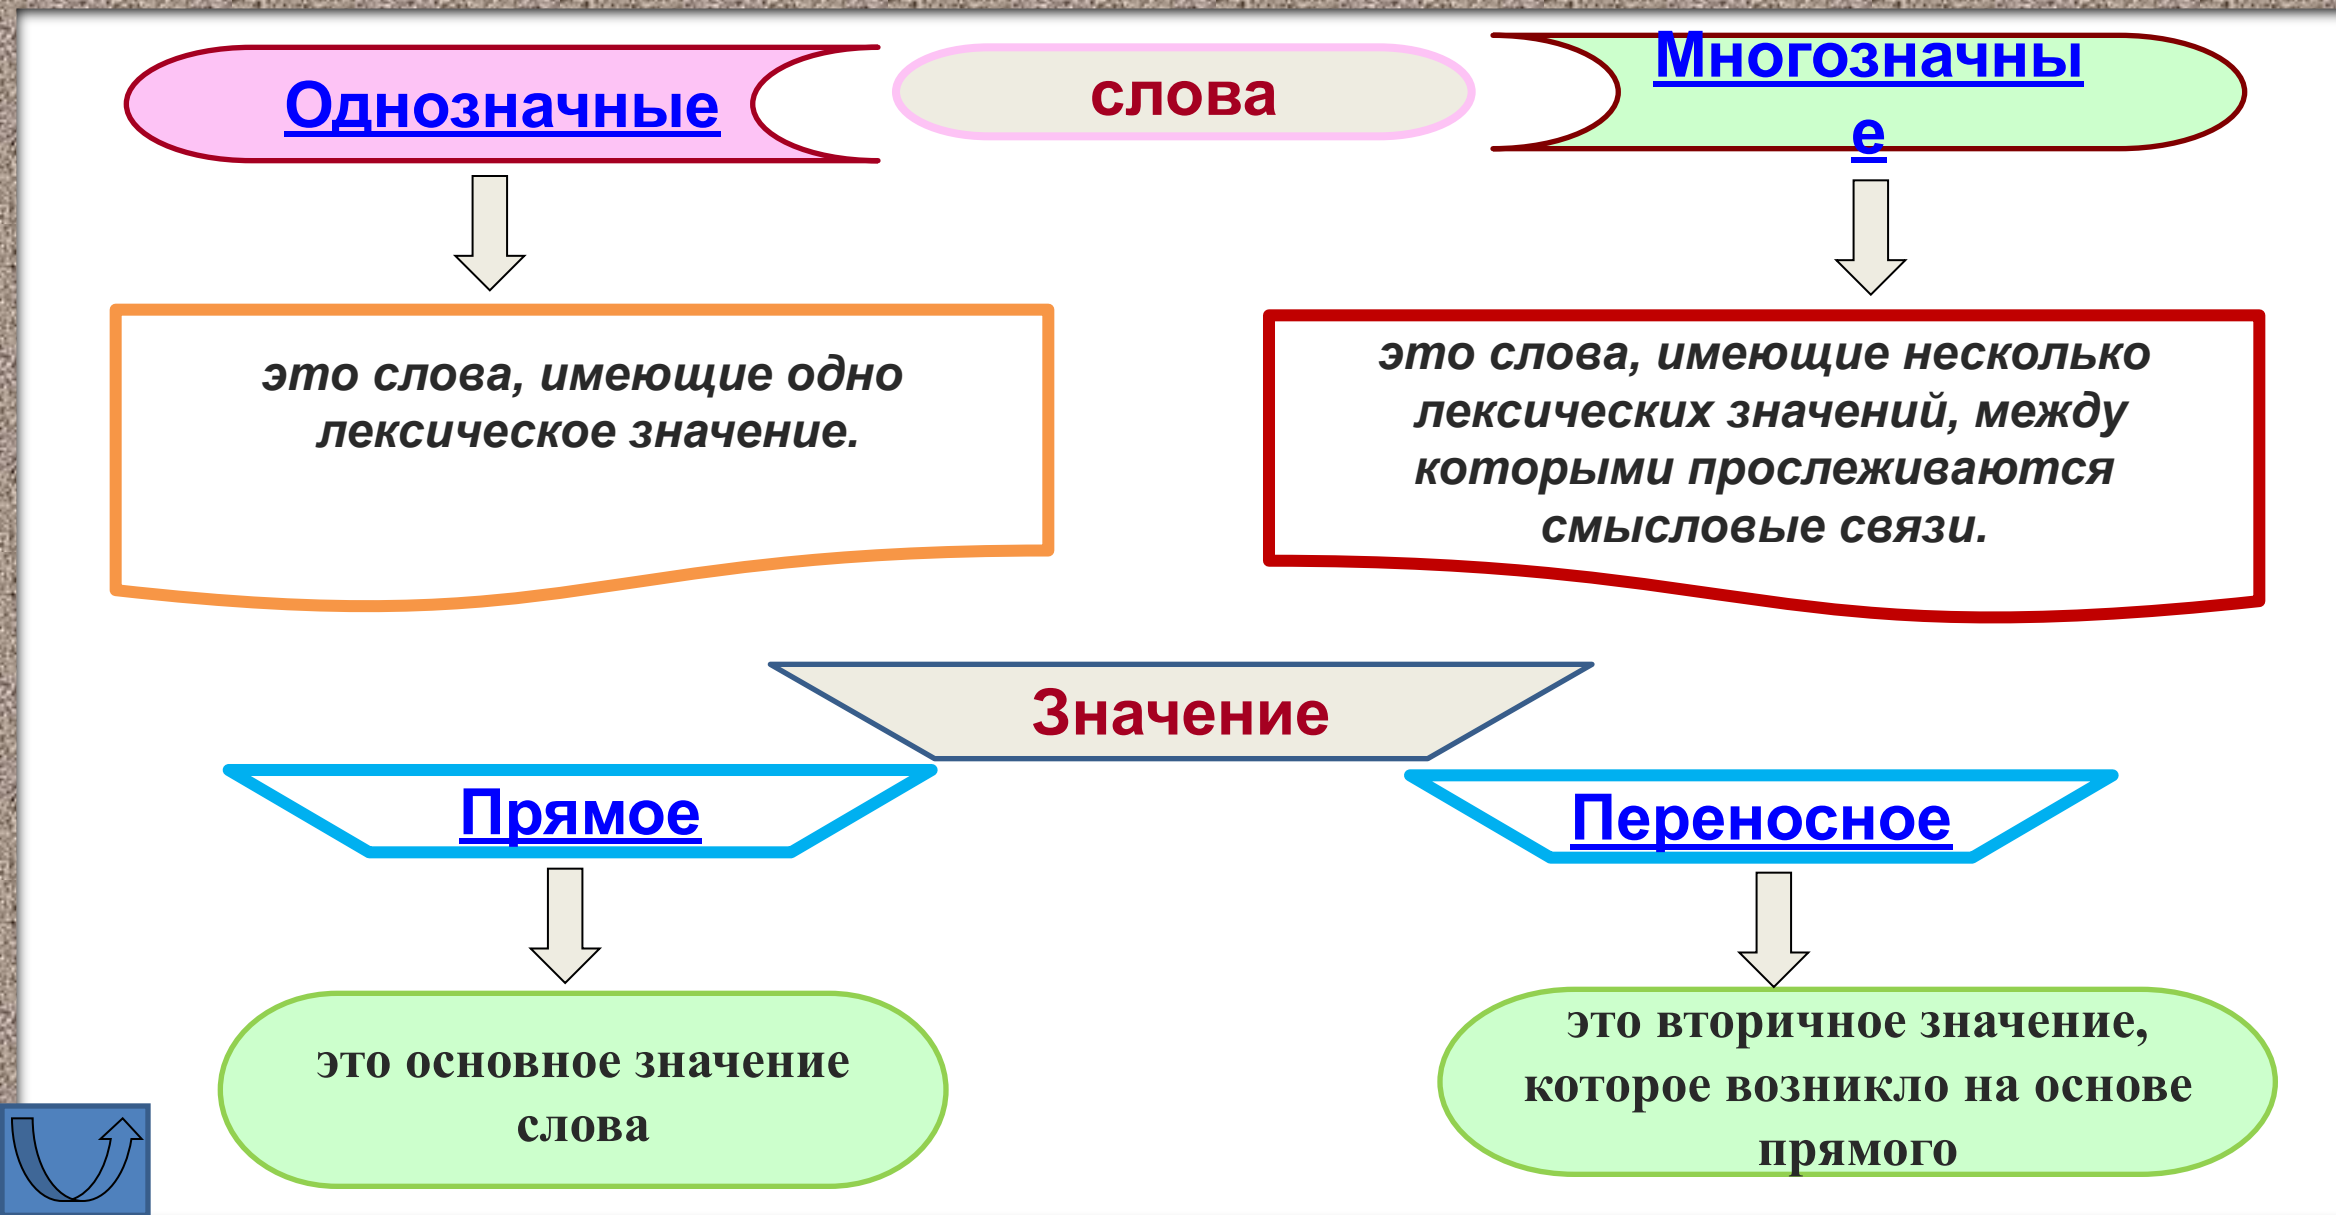 Однозначные
слова
Многозначны
е
это слова, имеющие одно
лексическое значение.
это слова, имеющие несколько
лексических значений, между
которыми прослеживаются
смысловые связи.
Значение
Прямое
Переносное
это основное значение
слова
это вторичное значение,
которое возникло на основе
прямого